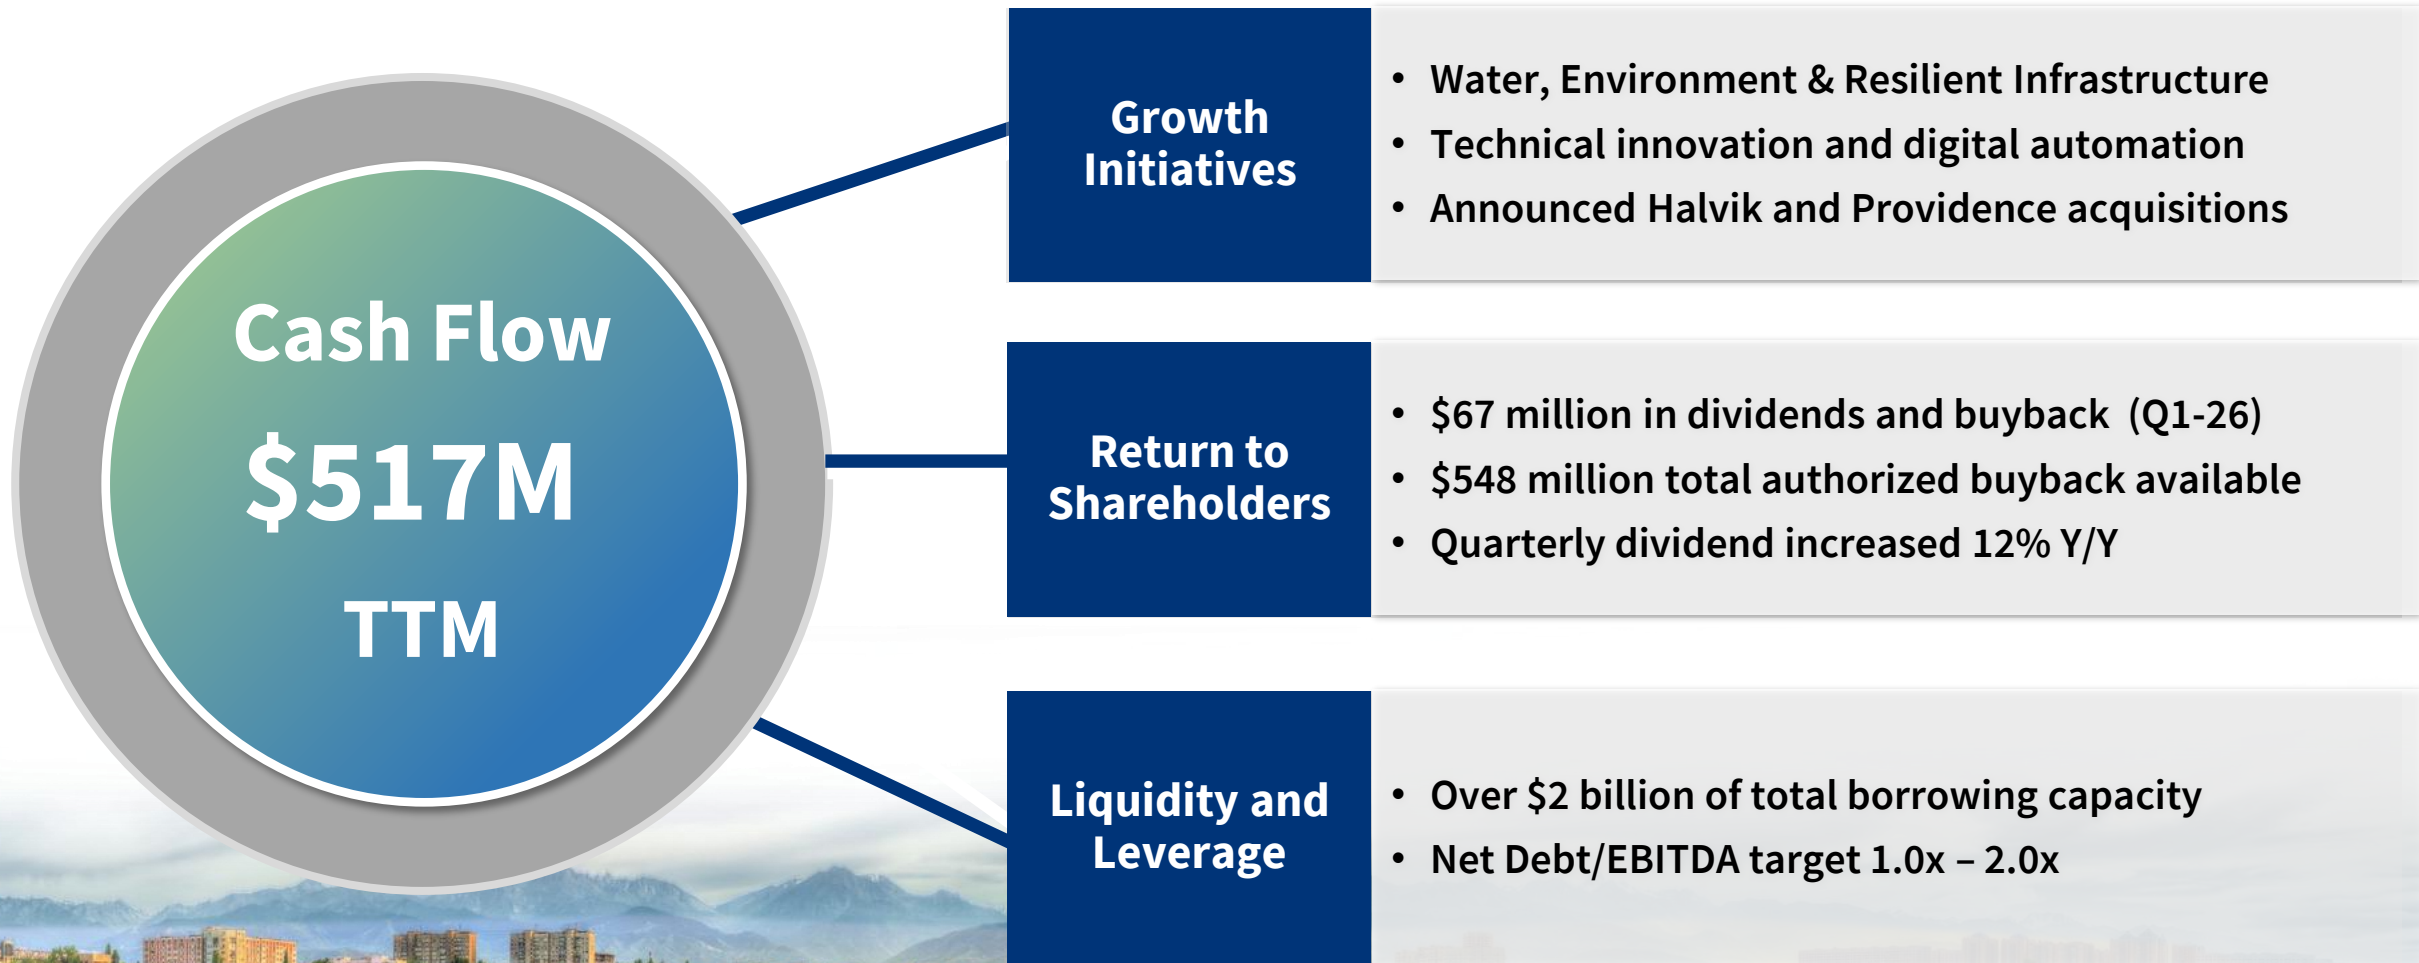 Cash Flow
$517M
TTM
Growth
Initiatives
• Water, Environment & Resilient Infrastructure
• Technical innovation and digital automation
• Announced Halvik and Providence acquisitions
Return to
Shareholders
• $67 million in dividends and buyback  (Q1-26)
• $548 million total authorized buyback available
• Quarterly dividend increased 12% Y/Y
Liquidity and
Leverage
• Over $2 billion of total borrowing capacity
• Net Debt/EBITDA target 1.0x – 2.0x